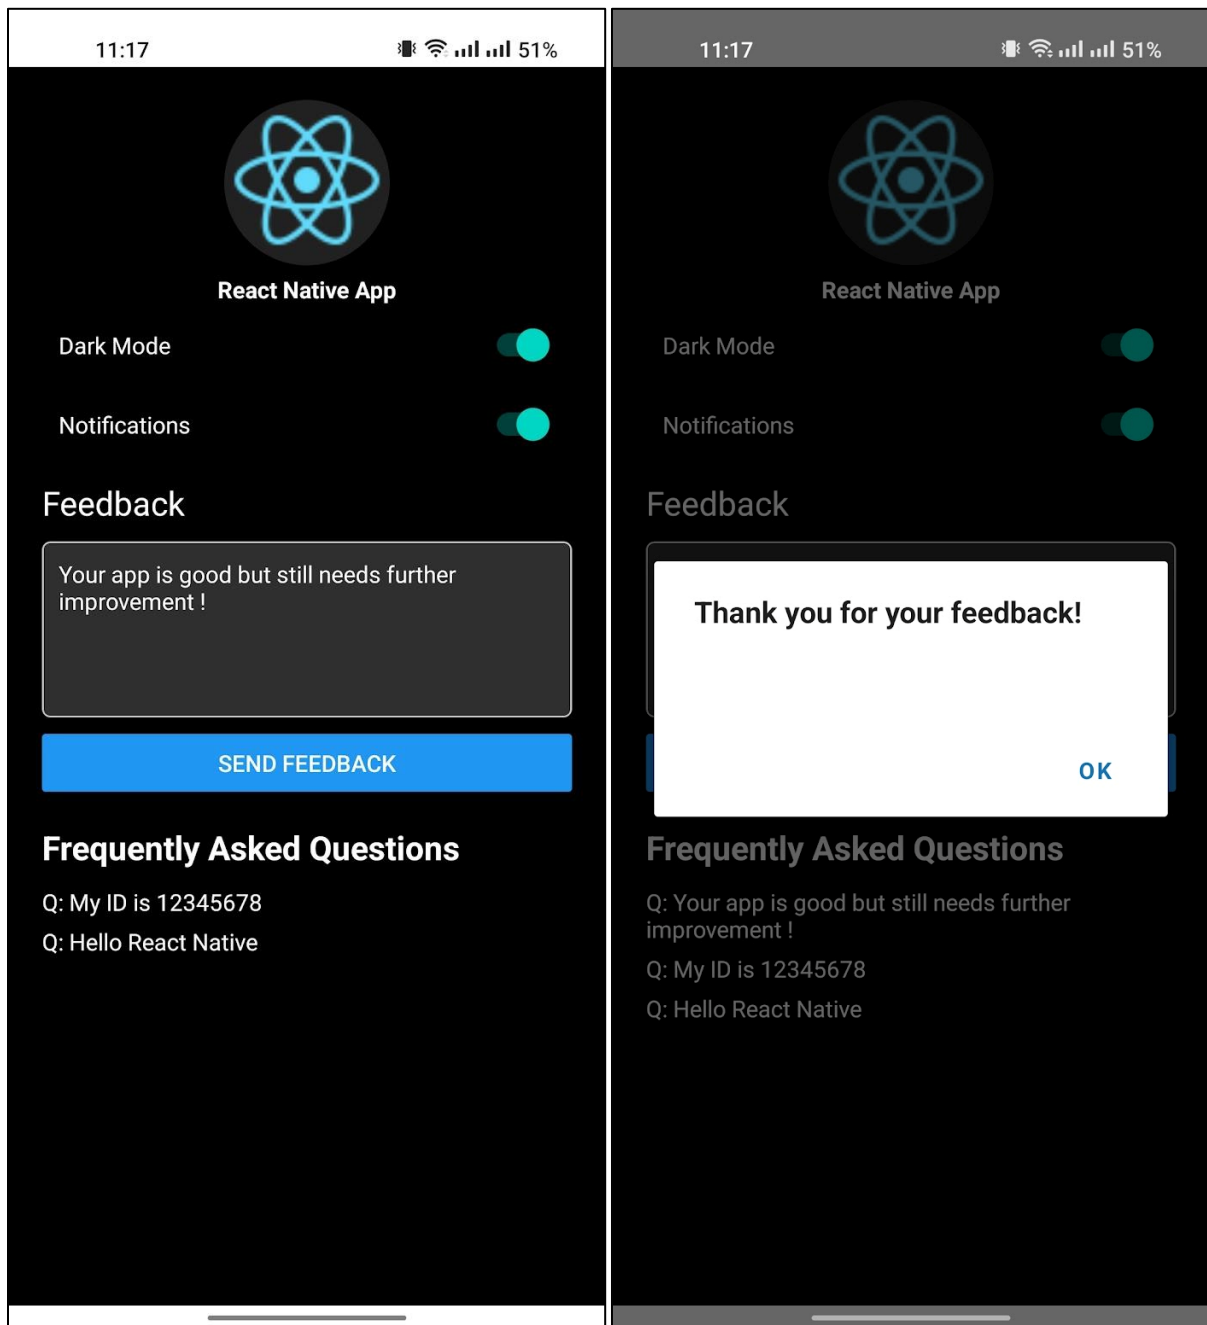 11:17 51%
React Native App
Dark Mode
Notifications
Feedback
Your app is good but still needs further
improvement !
SEND FEEDBACK
Frequently Asked Questions
Q: My ID is 12345678
Q: Hello React Native
11:17 51%
React Native App
Dark Mode
Notifications
Feedback
Thank you for your feedback!
OK
Frequently Asked Questions
Q: Your app is good but still needs further
improvement !
Q: My ID is 12345678
Q: Hello React Native